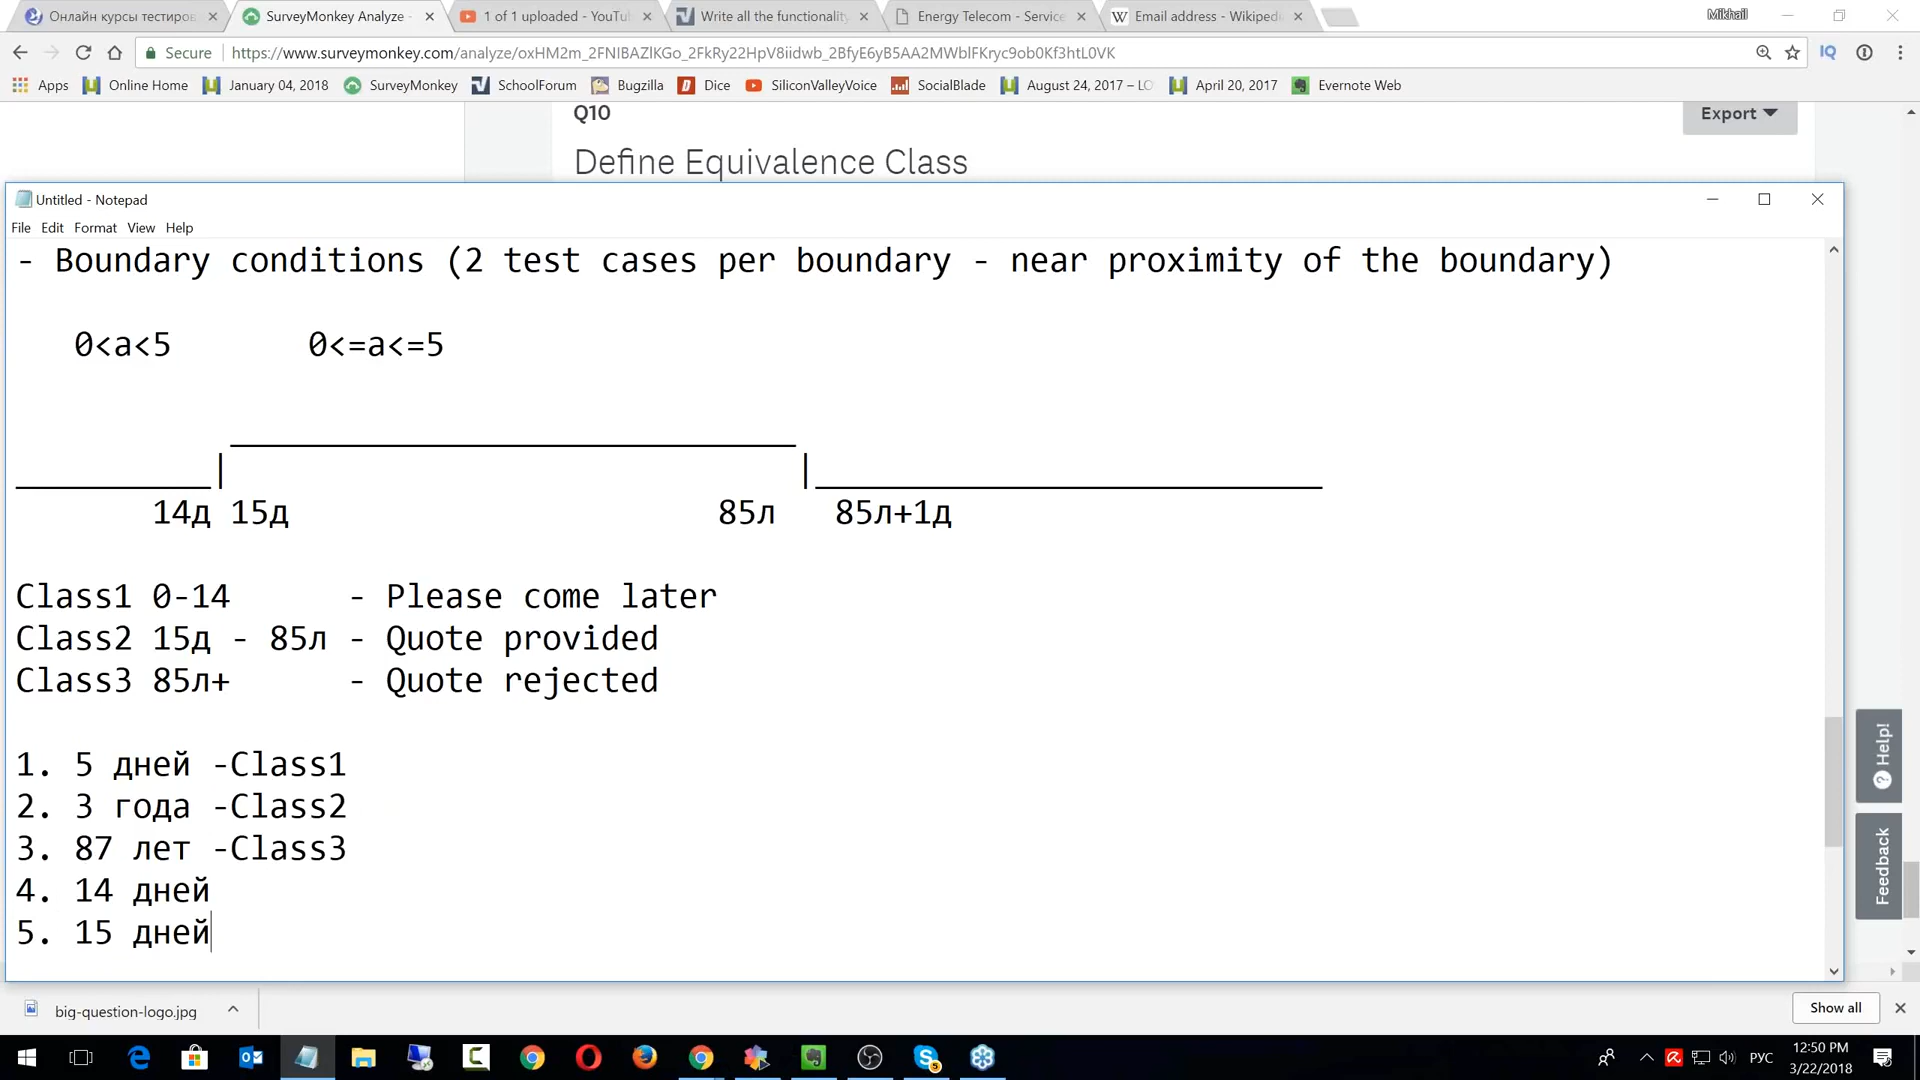 Онлайн курсы тестиров
SurveyMonkey Analyze -
1 of 1 uploaded - YouTu
Write all the functionality
Energy Telecom - Service
Email address - Wikiped
Mikhail
Secure
https://www.surveymonkey.com/analyze/oxHM2m_2FNIBAZlKGo_2FkRy22HpV8iidwb_2BfyE6yB5AA2MWblFKryc9ob0Kf3htL0VK
Apps
Online Home
January 04, 2018
SurveyMonkey
SchoolForum
Bugzilla
Dice
SiliconValleyVoice
SocialBlade
August 24, 2017 – LO
April 20, 2017
Evernote Web
Q10
Export
Define Equivalence Class
Untitled - Notepad
File Edit Format View Help
- Boundary conditions (2 test cases per boundary - near proximity of the boundary)
0<a<5 0<=a<=5
14д 15д 85л 85л+1д
Class1 0-14 - Please come later
Class2 15д - 85л - Quote provided
Class3 85л+ - Quote rejected
1. 5 дней -Class1
2. 3 года -Class2
3. 87 лет -Class3
4. 14 дней
5. 15 дней
Help!
Feedback
big-question-logo.jpg
Show all
РУС
12:50 PM
3/22/2018